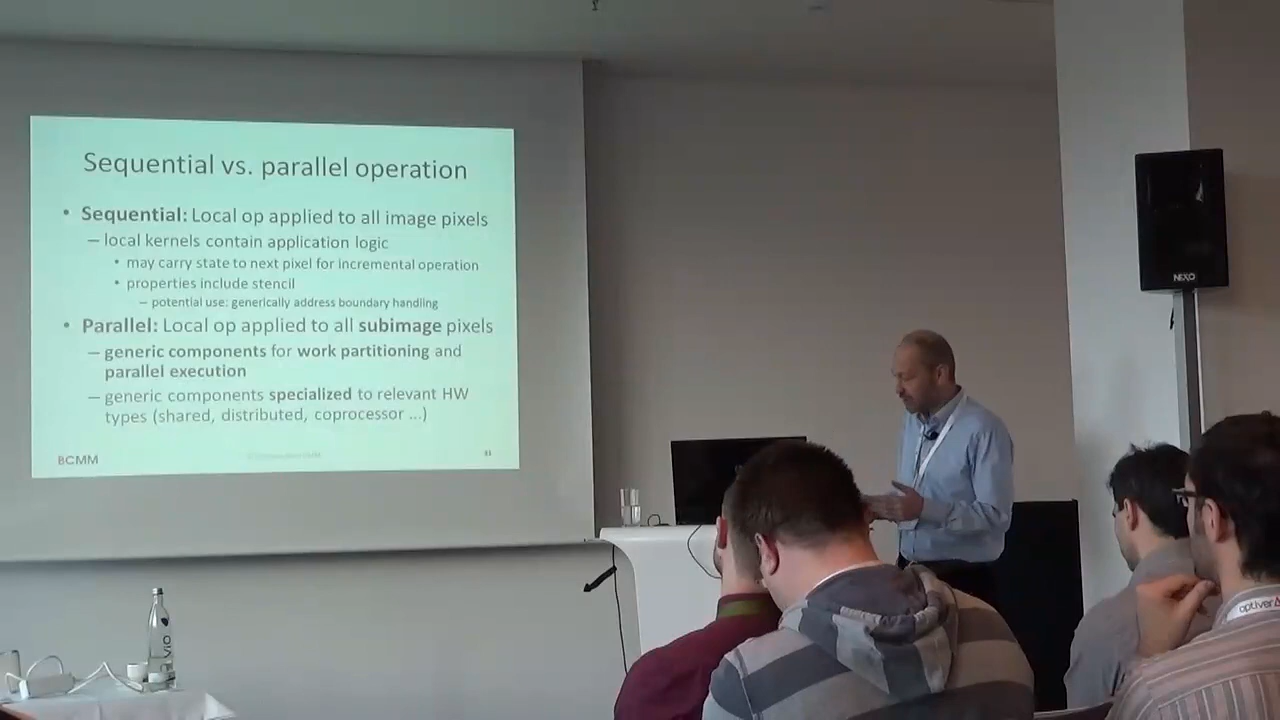 Sequential vs. parallel operation
• Sequential: Local op applied to all image pixels
– local kernels contain application logic
• may carry state to next pixel for incremental operation
• properties include stencil
– potential use: generically address boundary handling
• Parallel: Local op applied to all subimage pixels
– generic components for work partitioning and
parallel execution
– generic components specialized to relevant HW
types (shared, distributed, coprocessor ...)
BCMM
NEXO
optiver
VIO